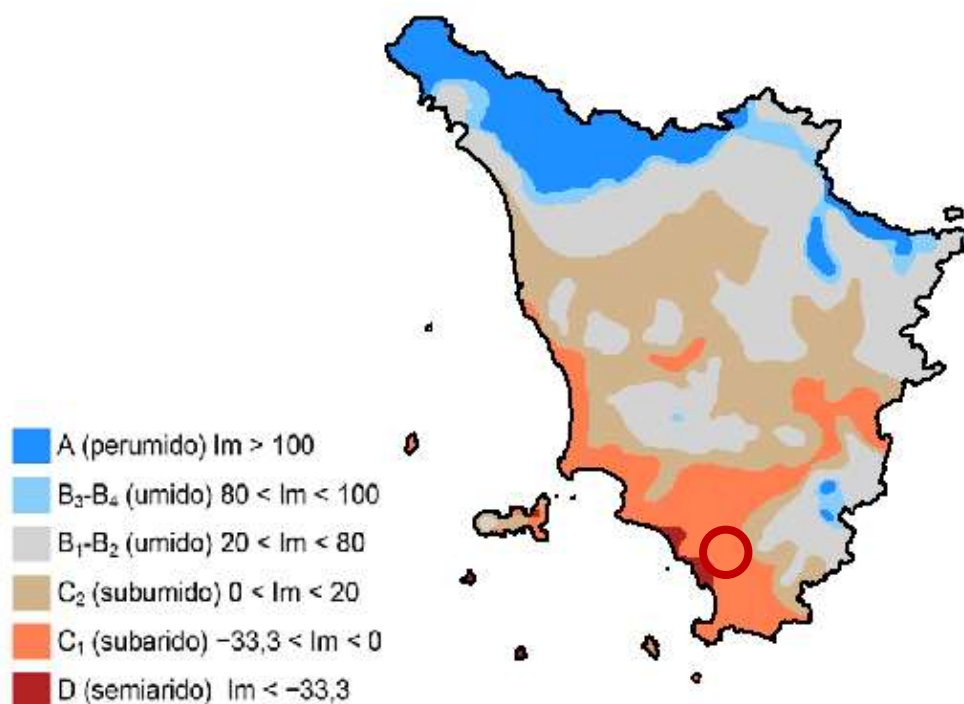 A (perumido) Im > 100
B₃-B₄ (umido) 80 < Im < 100
B₁-B₂ (umido) 20 < Im < 80
C₂ (subumido) 0 < Im < 20
C₁ (subarido) −33,3 < Im < 0
D (semiarido) Im < −33,3